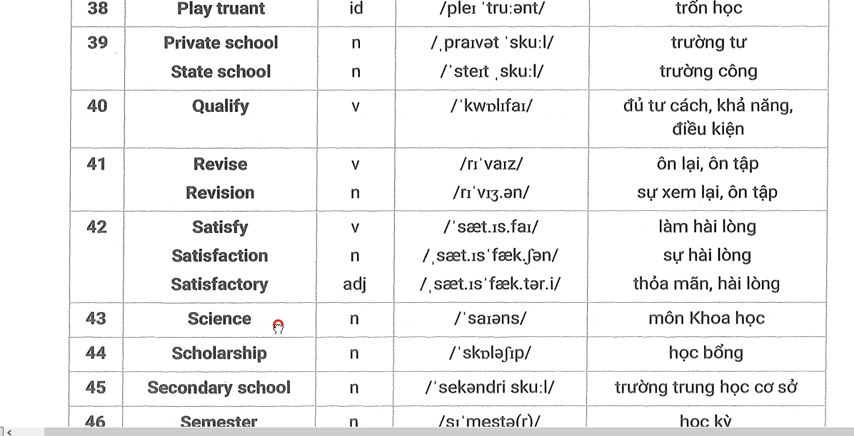 38 Play truant id /pleɪ ˈtruːənt/ trốn học
39 Private school n /ˌpraɪvət ˈskuːl/ trường tư
State school n /ˈsteɪt ˌskuːl/ trường công
40 Qualify v /ˈkwɒlɪfaɪ/ đủ tư cách, khả năng,
điều kiện
41 Revise v /rɪˈvaɪz/ ôn lại, ôn tập
Revision n /rɪˈvɪʒ.ən/ sự xem lại, ôn tập
42 Satisfy v /ˈsæt.ɪs.faɪ/ làm hài lòng
Satisfaction n /ˌsæt.ɪsˈfæk.ʃən/ sự hài lòng
Satisfactory adj /ˌsæt.ɪsˈfæk.tər.i/ thỏa mãn, hài lòng
43 Science n /ˈsaɪəns/ môn Khoa học
44 Scholarship n /ˈskɒləʃɪp/ học bổng
45 Secondary school n /ˈsekəndri skuːl/ trường trung học cơ sở
46 Semester n /sɪˈmestə(r)/ học kỳ